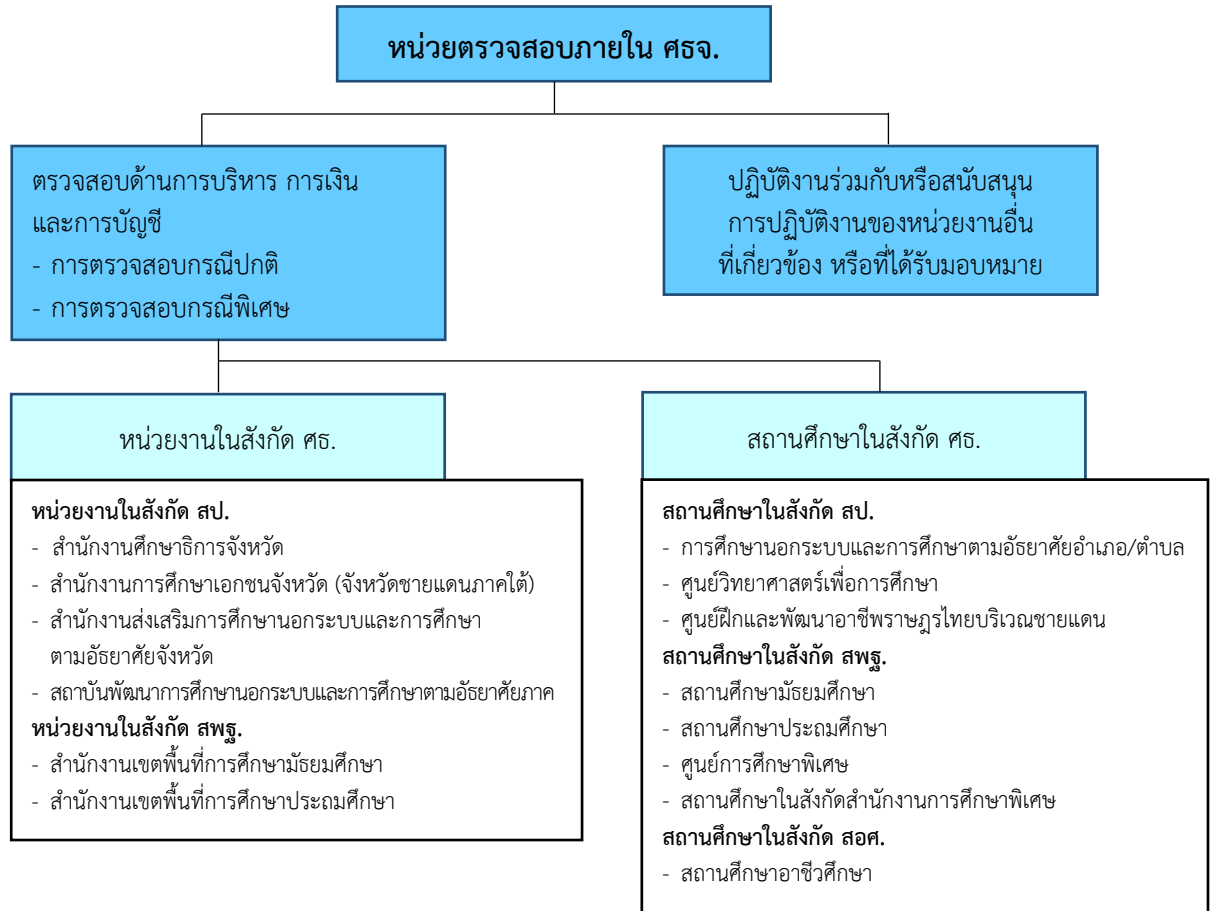 หน่วยตรวจสอบภายใน ศธจ.
ตรวจสอบด้านการบริหาร การเงิน
และการบัญชี
- การตรวจสอบกรณีปกติ
- การตรวจสอบกรณีพิเศษ
ปฏิบัติงานร่วมกับหรือสนับสนุน
การปฏิบัติงานของหน่วยงานอื่น
ที่เกี่ยวข้อง หรือที่ได้รับมอบหมาย
หน่วยงานในสังกัด ศธ.
หน่วยงานในสังกัด สป.
- สำนักงานศึกษาธิการจังหวัด
- สำนักงานการศึกษาเอกชนจังหวัด (จังหวัดชายแดนภาคใต้)
- สำนักงานส่งเสริมการศึกษานอกระบบและการศึกษา
ตามอัธยาศัยจังหวัด
- สถาบันพัฒนาการศึกษานอกระบบและการศึกษาตามอัธยาศัยภาค
หน่วยงานในสังกัด สพฐ.
- สำนักงานเขตพื้นที่การศึกษามัธยมศึกษา
- สำนักงานเขตพื้นที่การศึกษาประถมศึกษา
สถานศึกษาในสังกัด ศธ.
สถานศึกษาในสังกัด สป.
- การศึกษานอกระบบและการศึกษาตามอัธยาศัยอำเภอ/ตำบล
- ศูนย์วิทยาศาสตร์เพื่อการศึกษา
- ศูนย์ฝึกและพัฒนาอาชีพราษฎรไทยบริเวณชายแดน
สถานศึกษาในสังกัด สพฐ.
- สถานศึกษามัธยมศึกษา
- สถานศึกษาประถมศึกษา
- ศูนย์การศึกษาพิเศษ
- สถานศึกษาในสังกัดสำนักงานการศึกษาพิเศษ
สถานศึกษาในสังกัด สอศ.
- สถานศึกษาอาชีวศึกษา